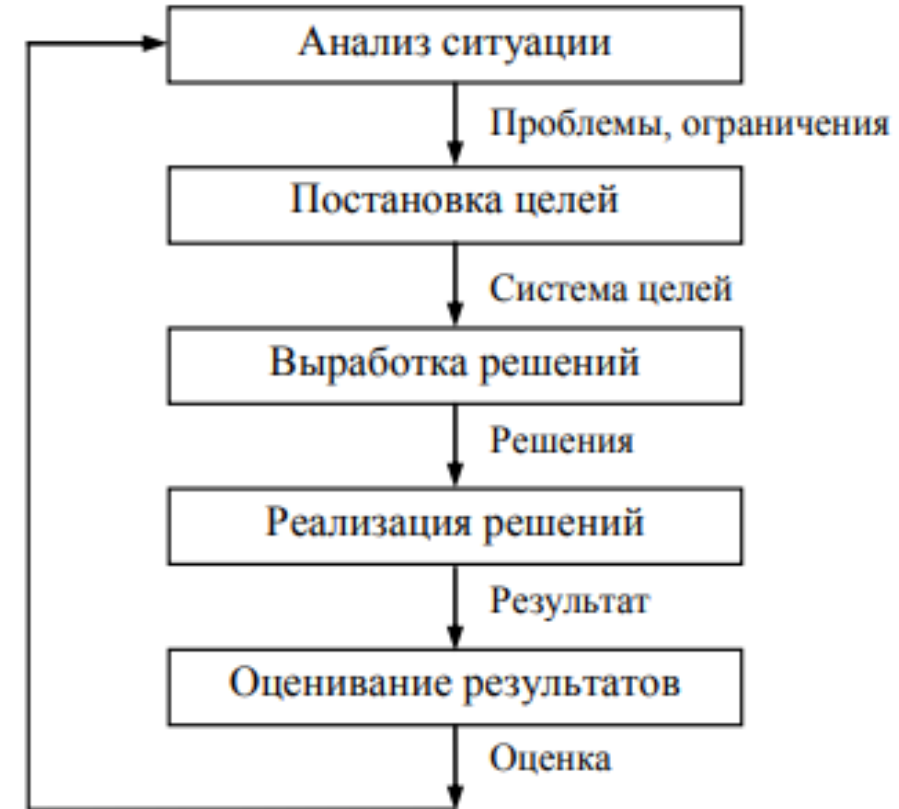 Анализ ситуации
Проблемы, ограничения
Постановка целей
Система целей
Выработка решений
Решения
Реализация решений
Результат
Оценивание результатов
Оценка